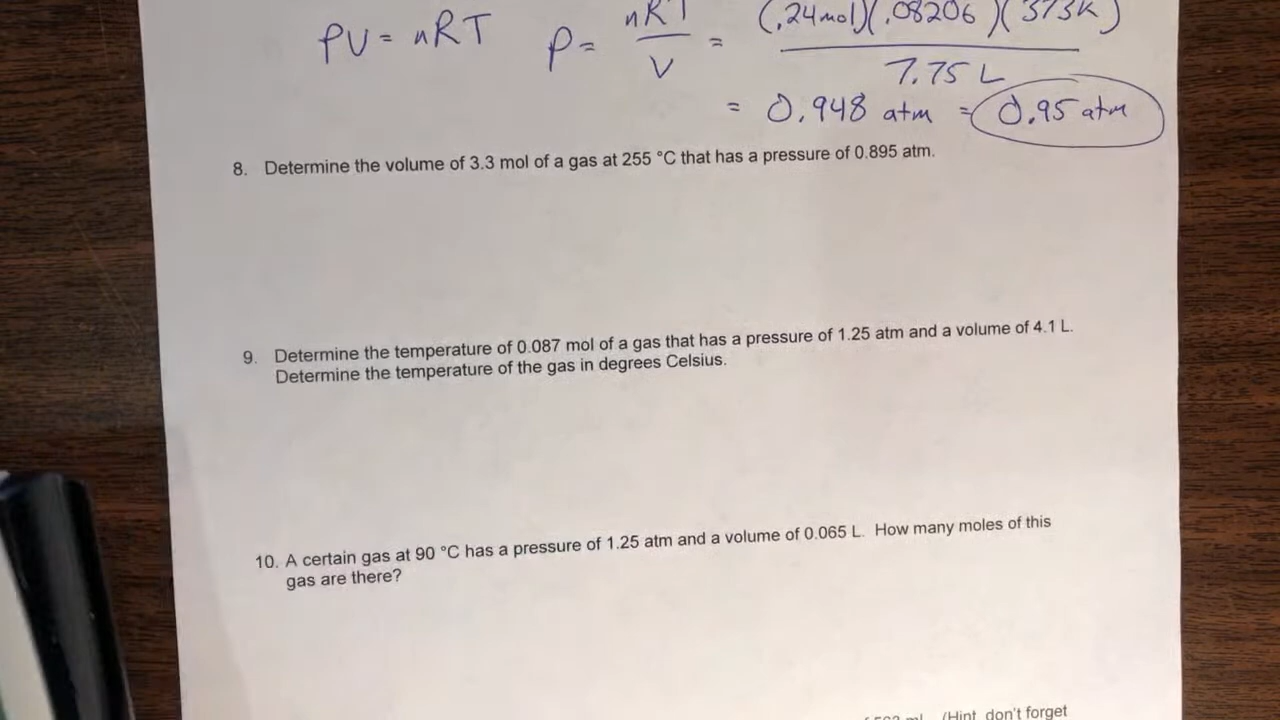 PV = nRT P = nRT / V = (.24mol)(.08206)(373K) / 7.75 L
= 0.948 atm = 0.95 atm
8. Determine the volume of 3.3 mol of a gas at 255 °C that has a pressure of 0.895 atm.
9. Determine the temperature of 0.087 mol of a gas that has a pressure of 1.25 atm and a volume of 4.1 L.
Determine the temperature of the gas in degrees Celsius.
10. A certain gas at 90 °C has a pressure of 1.25 atm and a volume of 0.065 L. How many moles of this
gas are there?
(Hint, don't forget